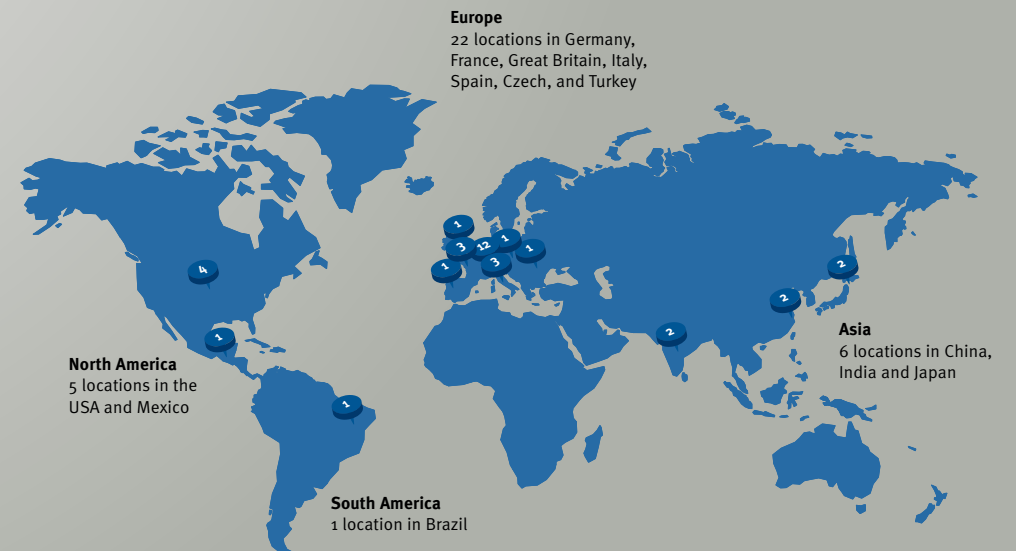 Europe
22 locations in Germany,
France, Great Britain, Italy,
Spain, Czech, and Turkey
1
3
12
1
1
1
3
4
2
2
1
2
Asia
6 locations in China,
India and Japan
North America
5 locations in the
USA and Mexico
1
South America
1 location in Brazil